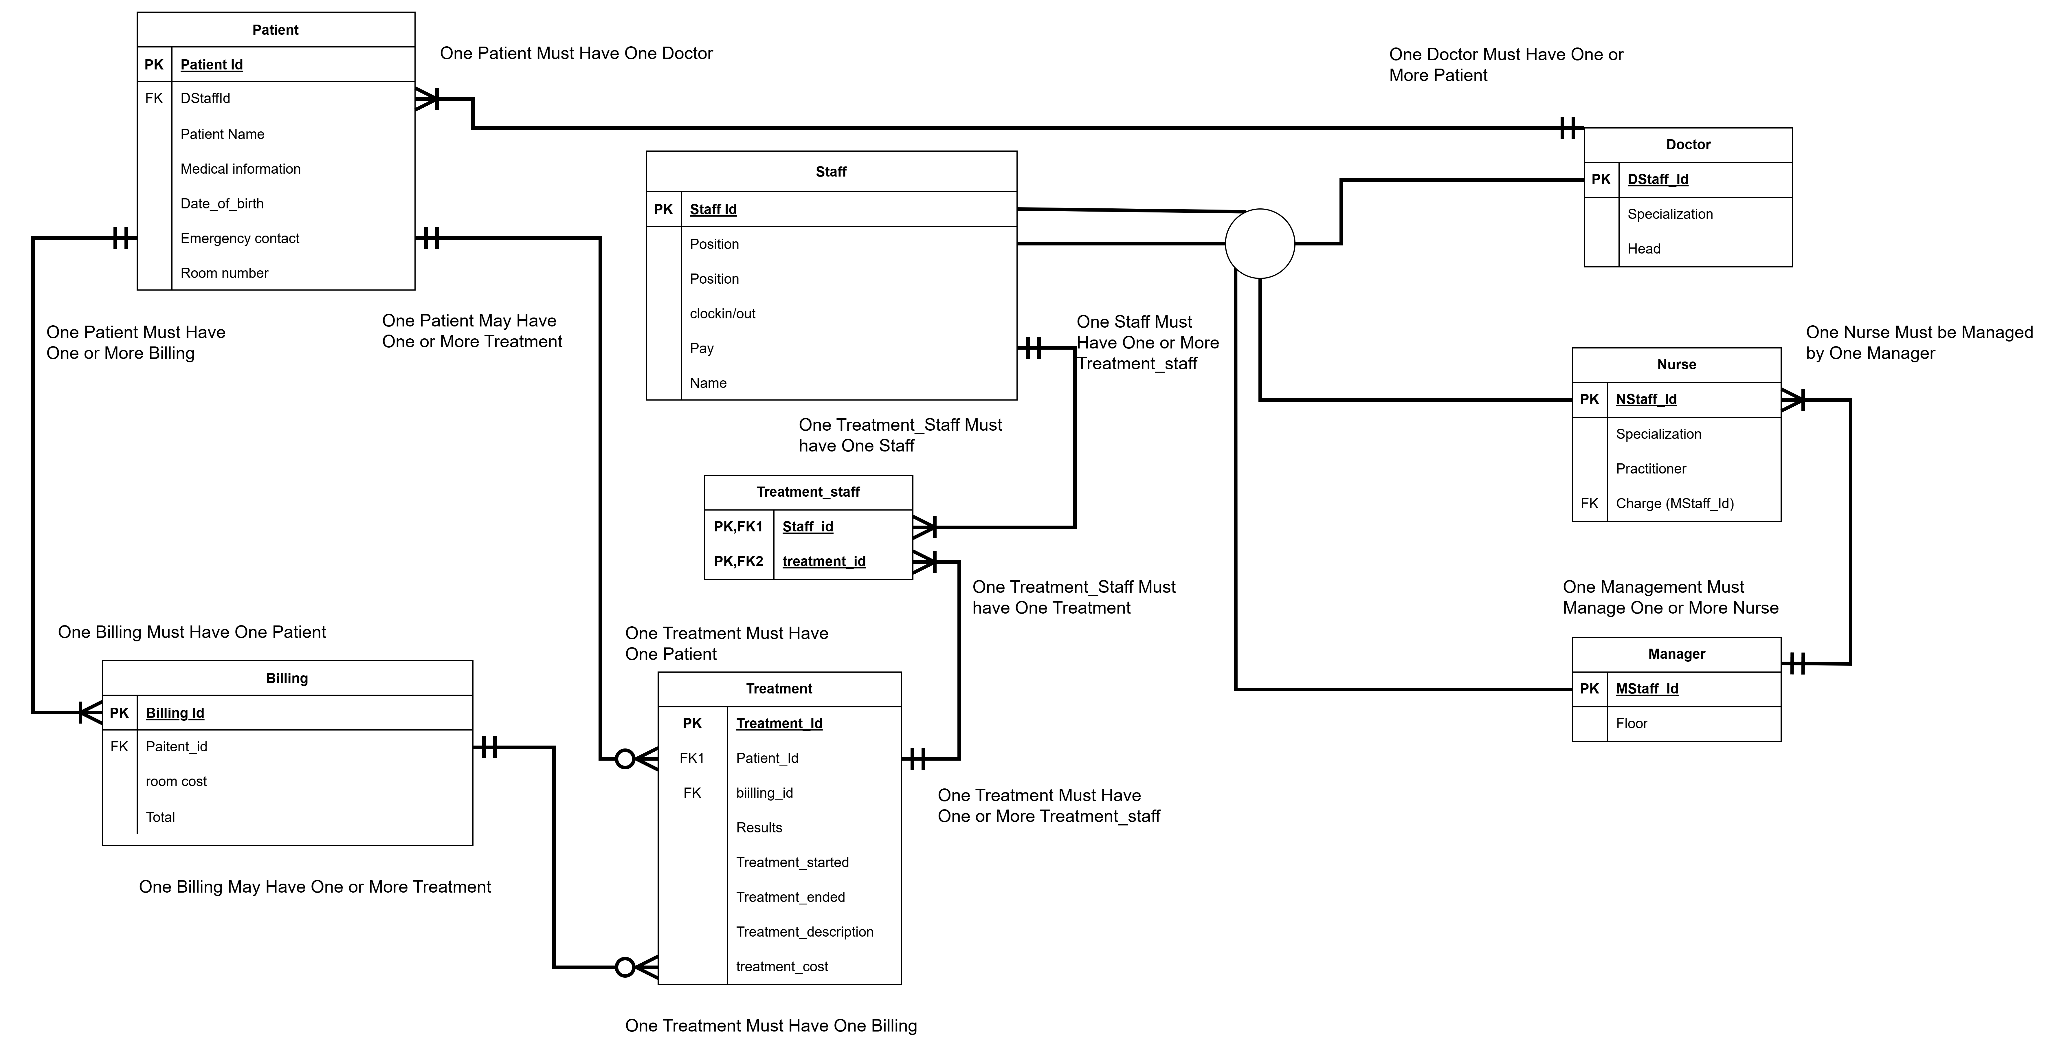 Patient
PK Patient Id
FK DStaffId
Patient Name
Medical information
Date_of_birth
Emergency contact
Room number
One Patient Must Have One Doctor
One Doctor Must Have One or
More Patient
Doctor
PK DStaff_Id
Specialization
Head
Staff
PK Staff Id
Position
Position
clockin/out
Pay
Name
One Patient Must Have
One or More Billing
One Patient May Have
One or More Treatment
One Staff Must
Have One or More
Treatment_staff
One Nurse Must be Managed
by One Manager
Nurse
PK NStaff_Id
Specialization
Practitioner
FK Charge (MStaff_Id)
One Treatment_Staff Must
have One Staff
Treatment_staff
PK,FK1 Staff_id
PK,FK2 treatment_id
One Treatment_Staff Must
have One Treatment
One Management Must
Manage One or More Nurse
Manager
PK MStaff_Id
Floor
One Billing Must Have One Patient
One Treatment Must Have
One Patient
Billing
PK Billing Id
FK Paitent_id
room cost
Total
Treatment
PK Treatment_Id
FK1 Patient_Id
FK biilling_id
Results
Treatment_started
Treatment_ended
Treatment_description
treatment_cost
One Treatment Must Have
One or More Treatment_staff
One Billing May Have One or More Treatment
One Treatment Must Have One Billing